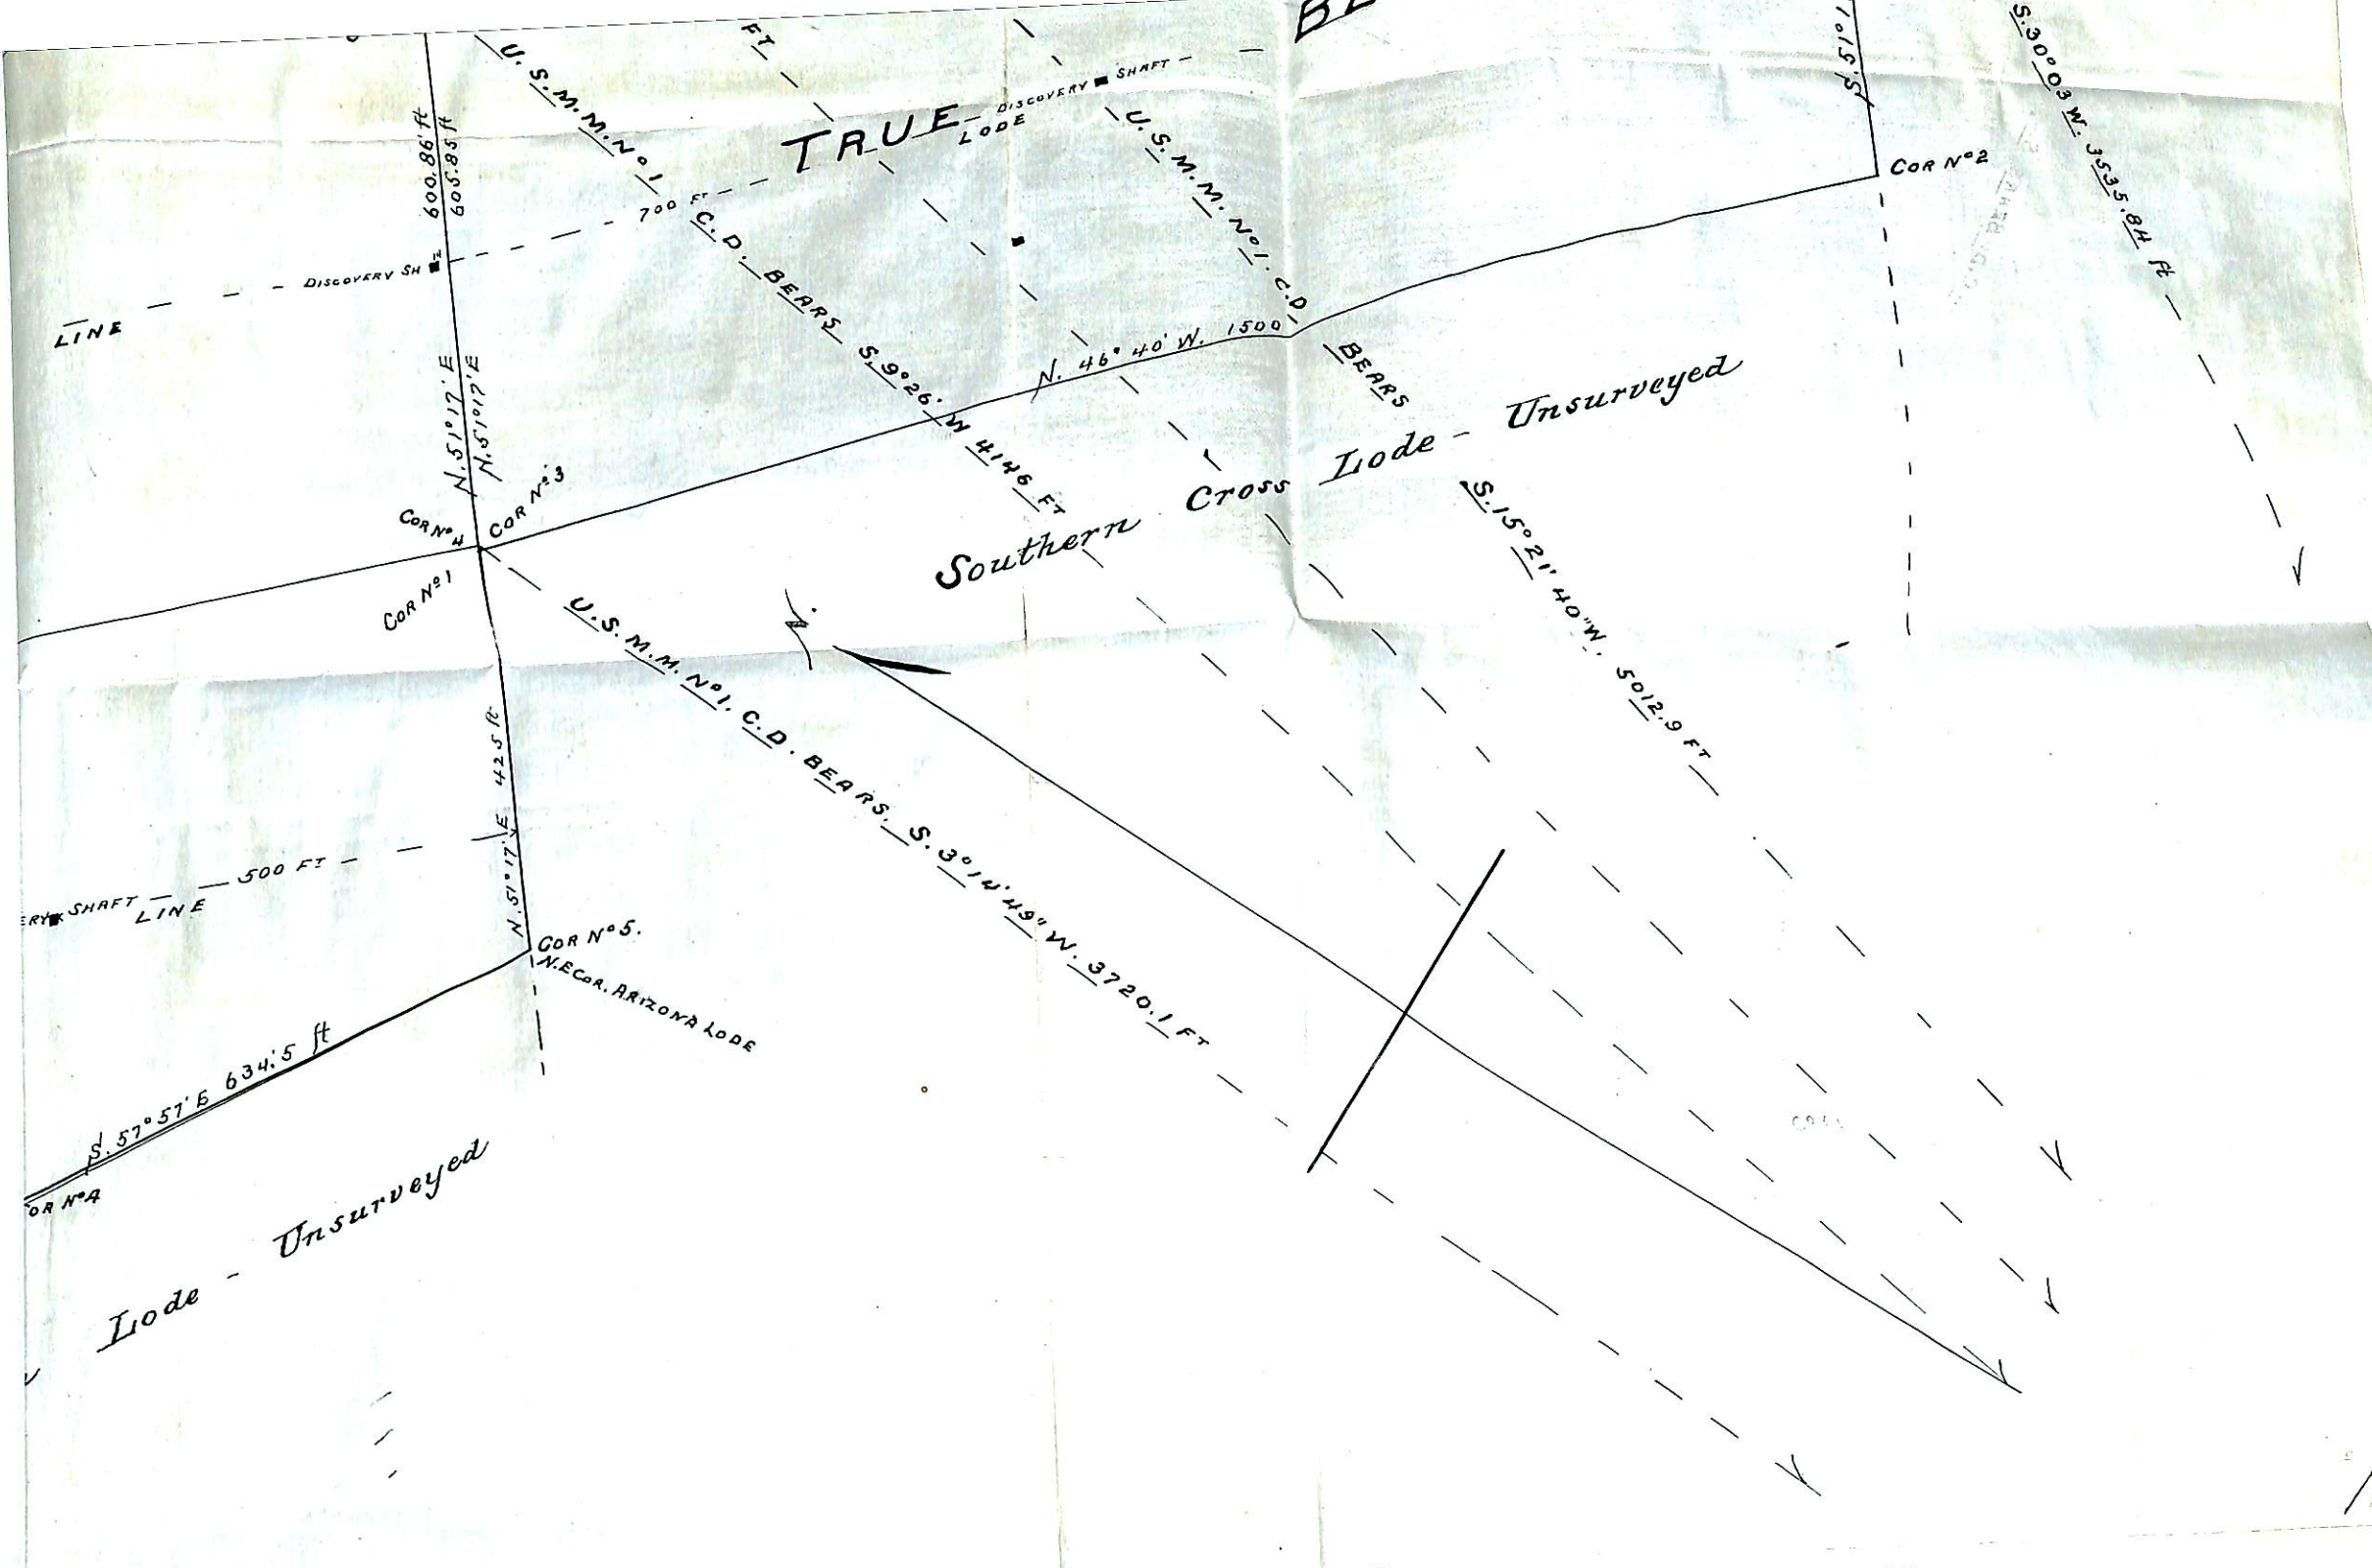 FT
U. S. M. M. Nº 1 C. D. BEARS S. 9° 26' W 4146 FT
U. S. M. M. Nº 1. C. D BEARS S. 15° 21' 40" W. 5012.9 FT
S. 30° 03' W. 3535.84 ft
600.86 ft
605.85 ft
TRUE
DISCOVERY SHAFT
LODE
700 FT
COR Nº 2
DISCOVERY SH
LINE
N. 51° 17' E
N. 51° 17' E
N. 46° 40' W. 1500
COR Nº 4
COR Nº 3
COR Nº 1
Southern Cross Lode - Unsurveyed
N.
U. S. M. M. Nº 1. C. D. BEARS. S. 3° 14' 49" W. 3720.1 FT
N. 51° 17' E 425 ft
500 FT
SHAFT
LINE
COR Nº 5.
N.E COR. ARIZONA LODE
S. 57° 57' E 634.5 ft
OR Nº 4
Lode - Unsurveyed